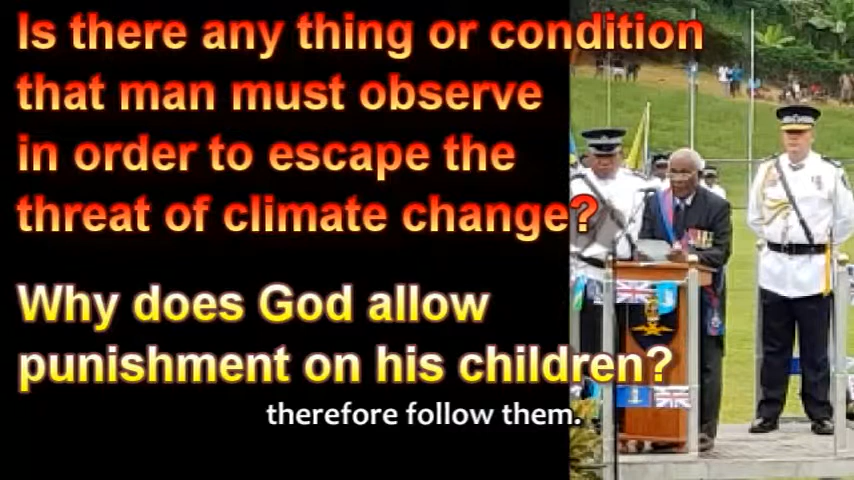 Is there any thing or condition
that man must observe
in order to escape the
threat of climate change?
Why does God allow
punishment on his children?
therefore follow them.